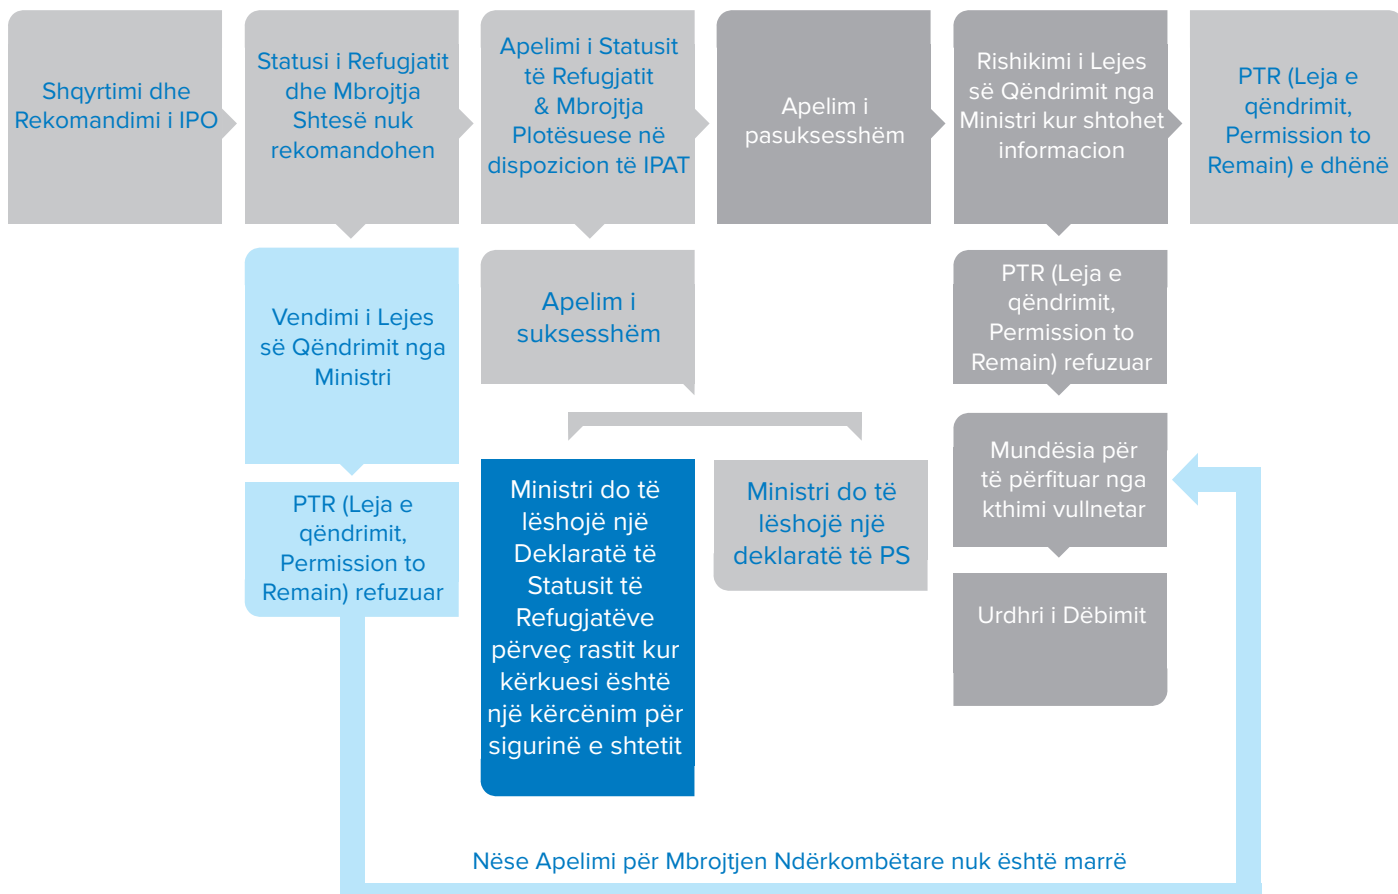 Shqyrtimi dhe
Rekomandimi i IPO
Statusi i Refugjatit
dhe Mbrojtja
Shtesë nuk
rekomandohen
Apelimi i Statusit
të Refugjatit
& Mbrojtja
Plotësuese në
dispozicion të IPAT
Apelim i
pasuksesshëm
Rishikimi i Lejes
së Qëndrimit nga
Ministri kur shtohet
informacion
PTR (Leja e
qëndrimit,
Permission to
Remain) e dhënë
Vendimi i Lejes
së Qëndrimit nga
Ministri
Apelim i
suksesshëm
PTR (Leja e
qëndrimit,
Permission to
Remain) refuzuar
PTR (Leja e
qëndrimit,
Permission to
Remain) refuzuar
Ministri do të
lëshojë një
Deklaratë të
Statusit të
Refugjatëve
përveç rastit kur
kërkuesi është
një kërcënim për
sigurinë e shtetit
Ministri do të
lëshojë një
deklaratë të PS
Mundësia për
të përfituar nga
kthimi vullnetar
Urdhri i Dëbimit
Nëse Apelimi për Mbrojtjen Ndërkombëtare nuk është marrë